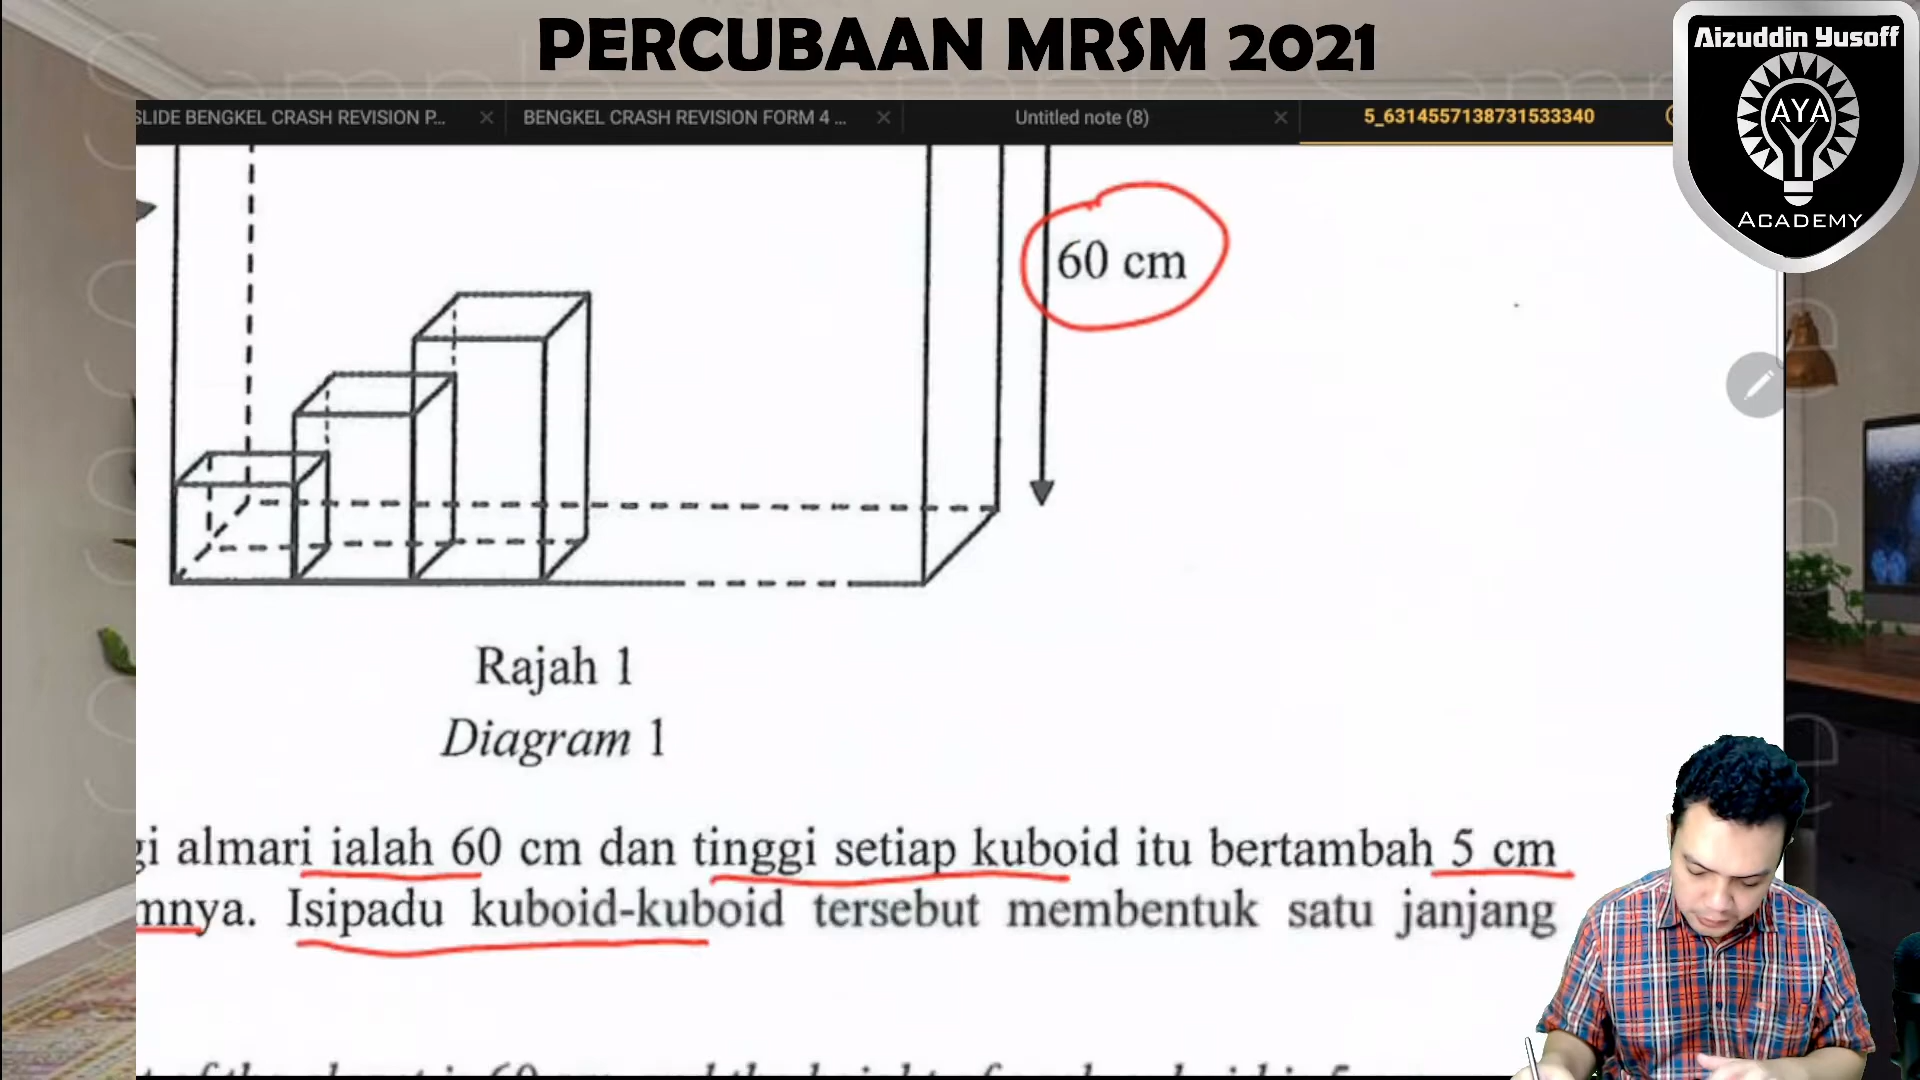 PERCUBAAN MRSM 2021
Aizuddin Yusoff
AYA
ACADEMY
SLIDE BENGKEL CRASH REVISION P...
BENGKEL CRASH REVISION FORM 4 ...
Untitled note (8)
5_6314557138731533340
60 cm
Rajah 1
Diagram 1
gi almari ialah 60 cm dan tinggi setiap kuboid itu bertambah 5 cm
mnya. Isipadu kuboid-kuboid tersebut membentuk satu janjang